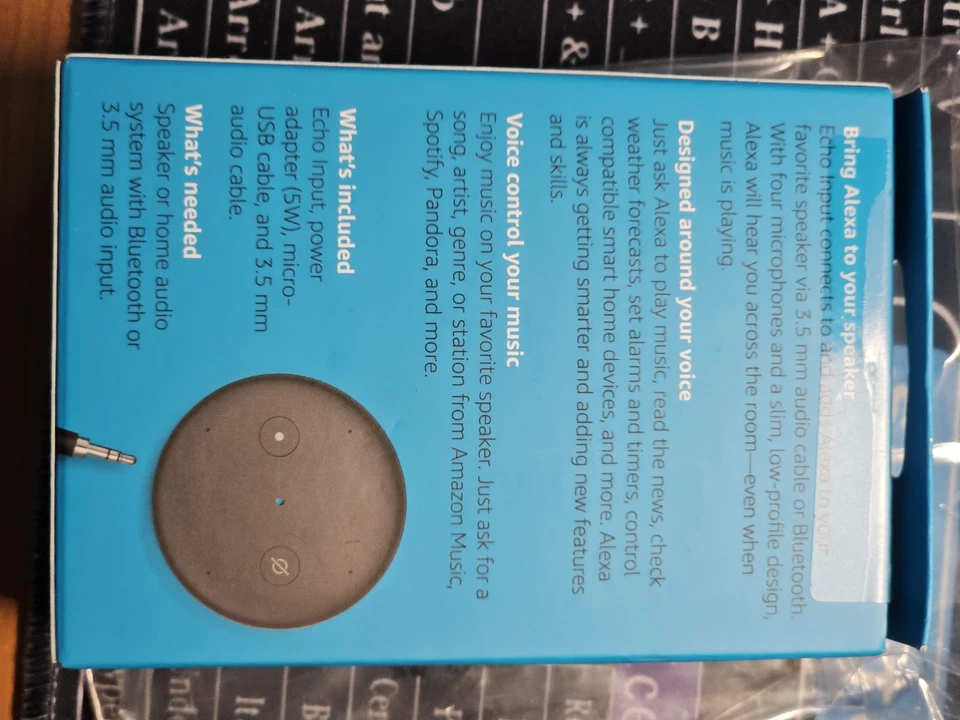 Bring Alexa to your speaker
Echo Input connects to and adds Alexa to your
favorite speaker via 3.5 mm audio cable or Bluetooth.
With four microphones and a slim, low-profile design,
Alexa will hear you across the room—even when
music is playing.
Designed around your voice
Just ask Alexa to play music, read the news, check
weather forecasts, set alarms and timers, control
compatible smart home devices, and more. Alexa
is always getting smarter and adding new features
and skills.
Voice control your music
Enjoy music on your favorite speaker. Just ask for a
song, artist, genre, or station from Amazon Music,
Spotify, Pandora, and more.
What's included
Echo Input, power
adapter (5W), micro-
USB cable, and 3.5 mm
audio cable.
What's needed
Speaker or home audio
system with Bluetooth or
3.5 mm audio input.